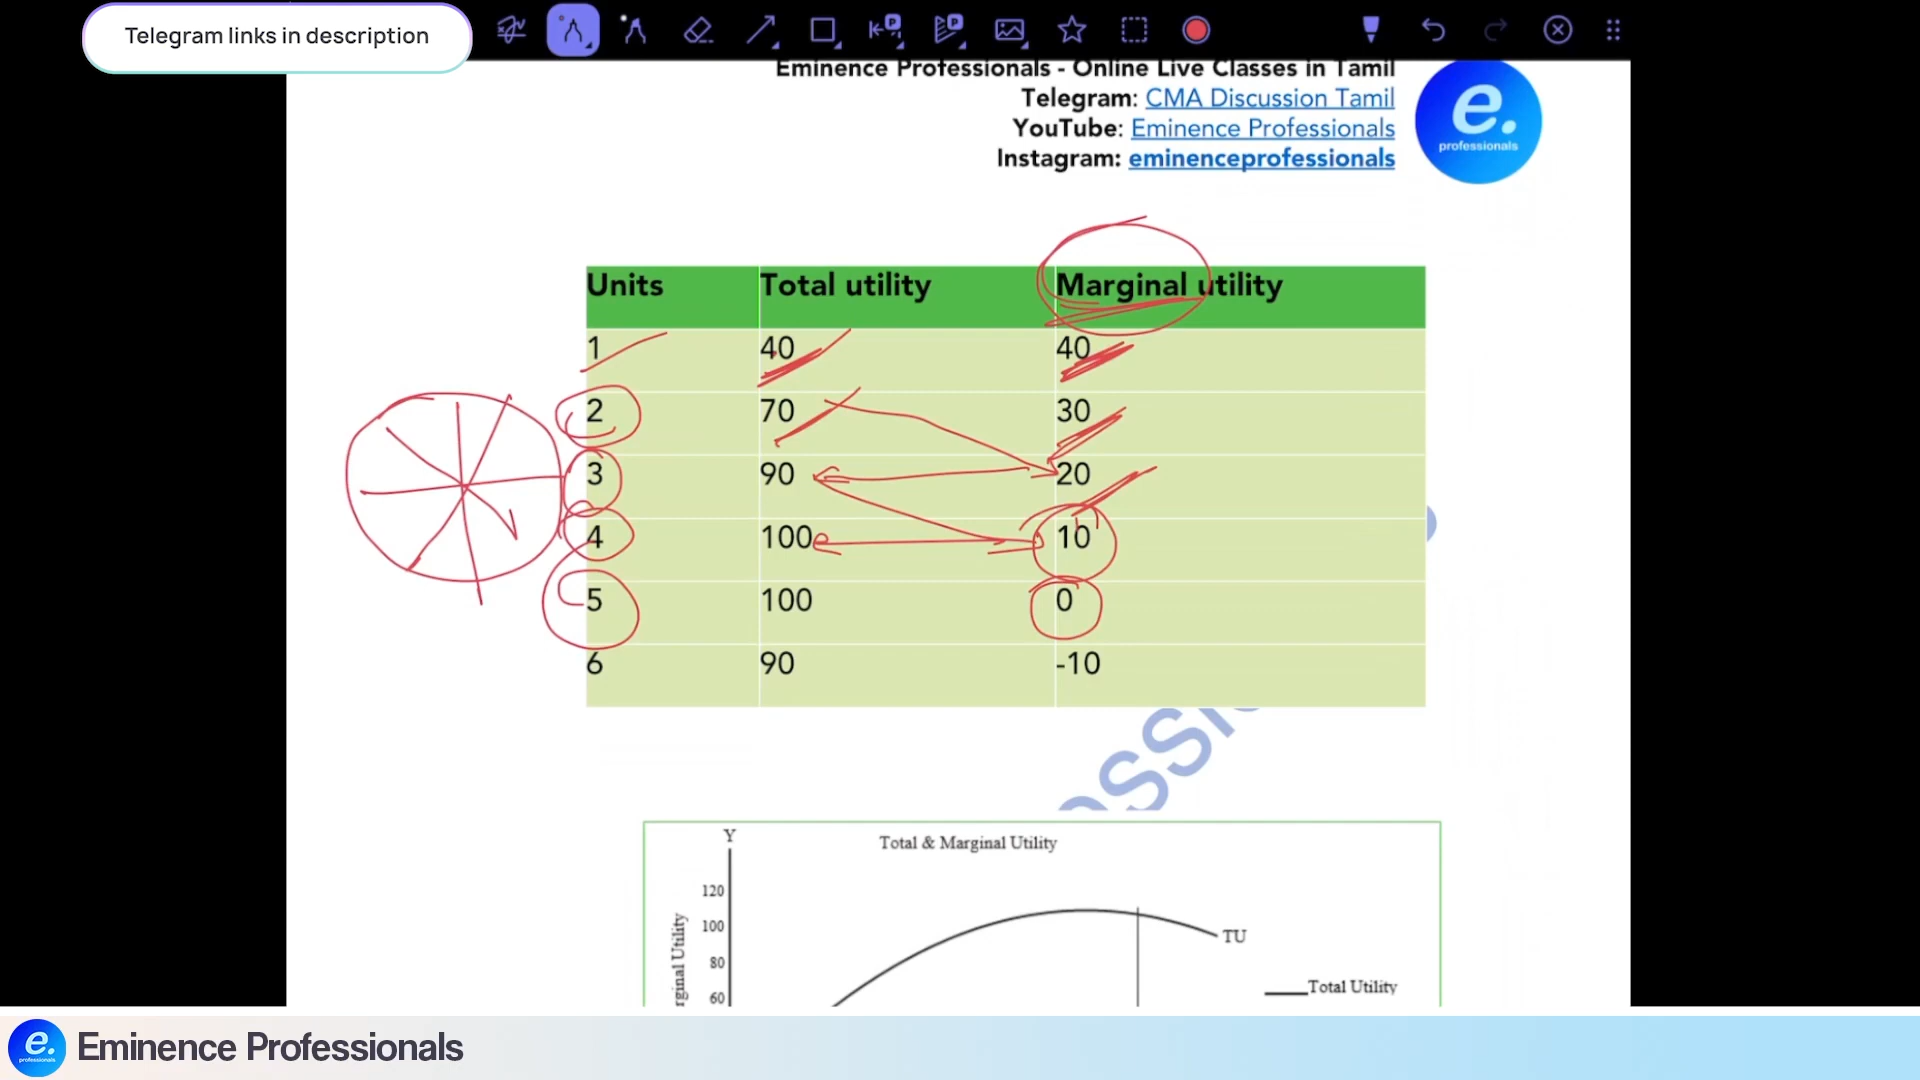 Telegram links in description
Eminence Professionals - Online Live Classes in Tamil
Telegram: CMA Discussion Tamil
YouTube: Eminence Professionals
Instagram: eminenceprofessionals
e.
professionals
Units Total utility Marginal utility
1 40 40
2 70 30
3 90 20
4 100 10
5 100 0
6 90 -10
Y
Total & Marginal Utility
120
100
80
60
rginal Utility
TU
Total Utility
e.
professionals
Eminence Professionals